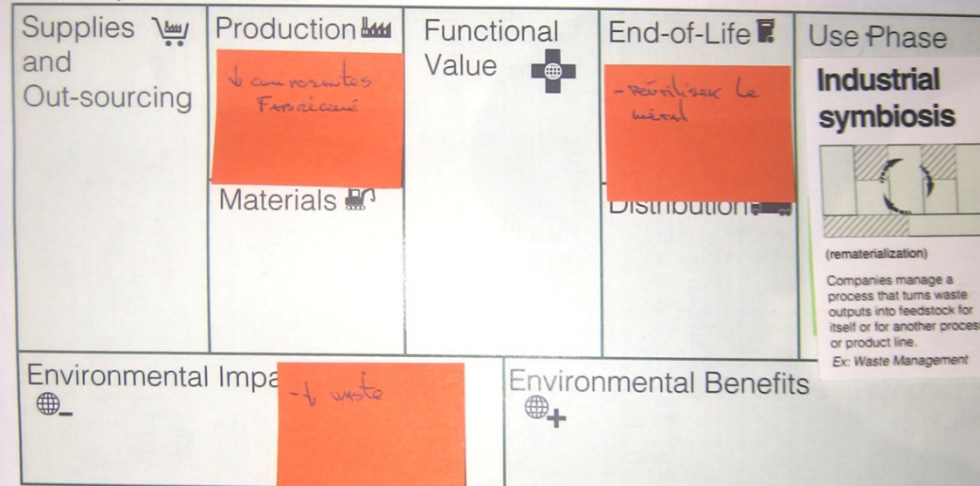 Supplies
and
Out-sourcing
Production
↓ composantes
Fabriqué
Materials
Functional
Value
End-of-Life
- réutiliser le
métal
Distribution
Use Phase
Industrial
symbiosis
(rematerialization)
Companies manage a
process that turns waste
outputs into feedstock for
itself or for another proces
or product line.
Ex: Waste Management
Environmental Impa
- ↓ waste
Environmental Benefits